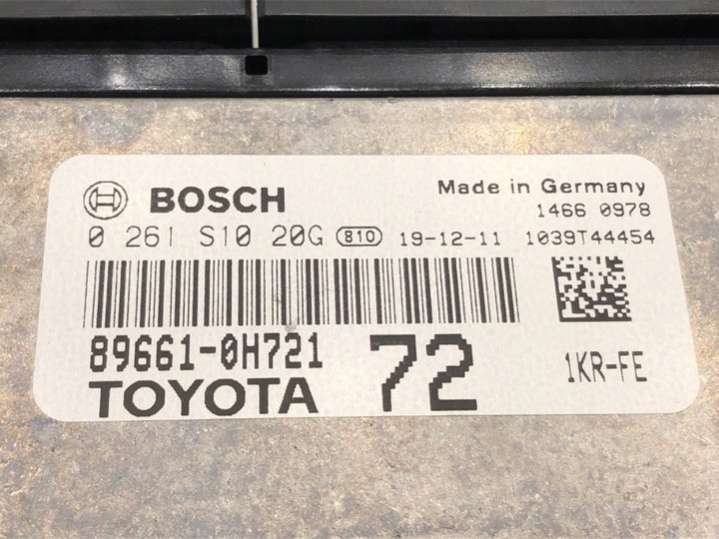 BOSCH
Made in Germany
1466 0978
0 261 S10 20G 810 19-12-11 1039T44454
89661-0H721
72
1KR-FE
TOYOTA